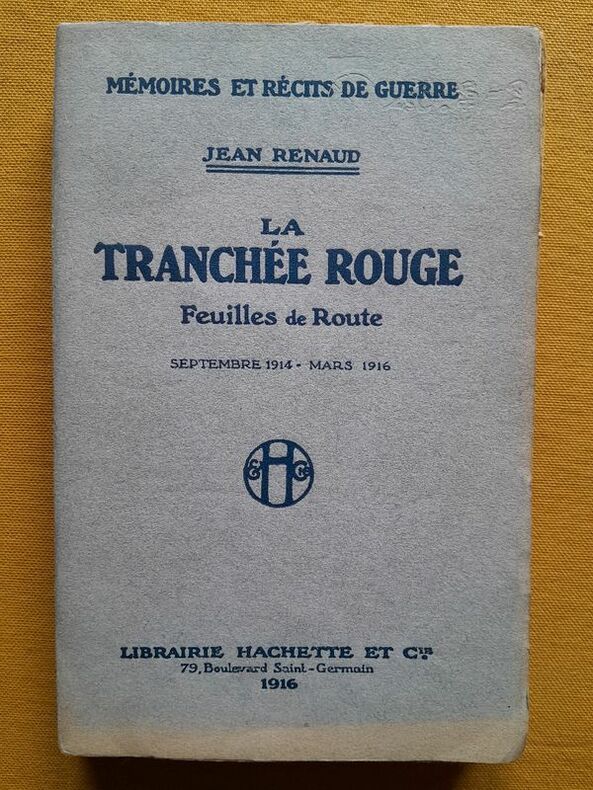 MÉMOIRES ET RÉCITS DE GUERRE
JEAN RENAUD
LA
TRANCHÉE ROUGE
Feuilles de Route
SEPTEMBRE 1914 - MARS 1916
& H Co
LIBRAIRIE HACHETTE ET CIE
79, Boulevard Saint-Germain
1916